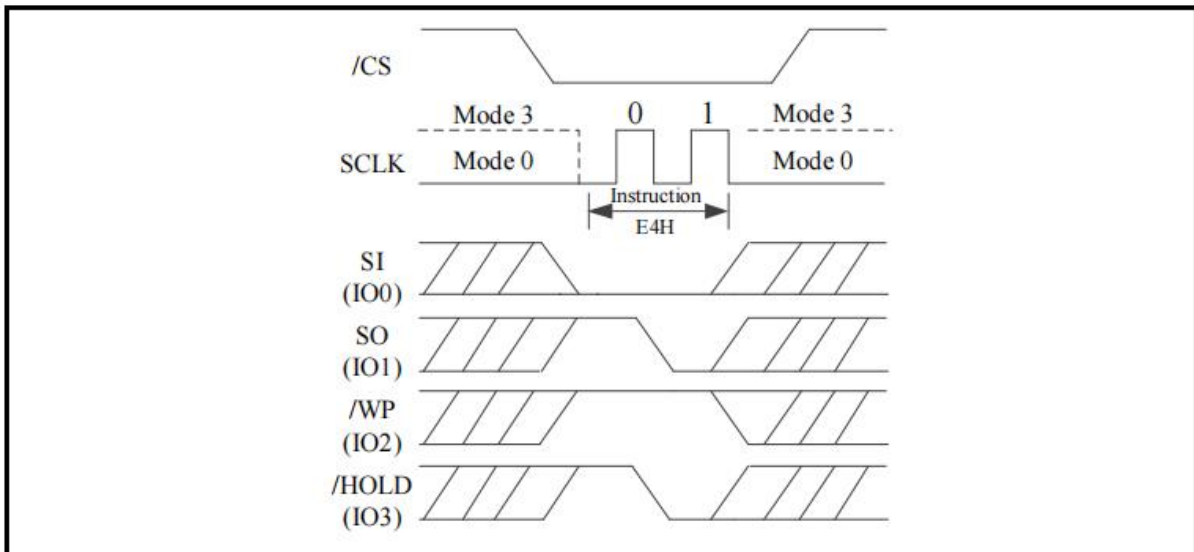 /CS
Mode 3 0 1 Mode 3
SCLK Mode 0 Mode 0
Instruction
E4H
SI
(IO0)
SO
(IO1)
/WP
(IO2)
/HOLD
(IO3)